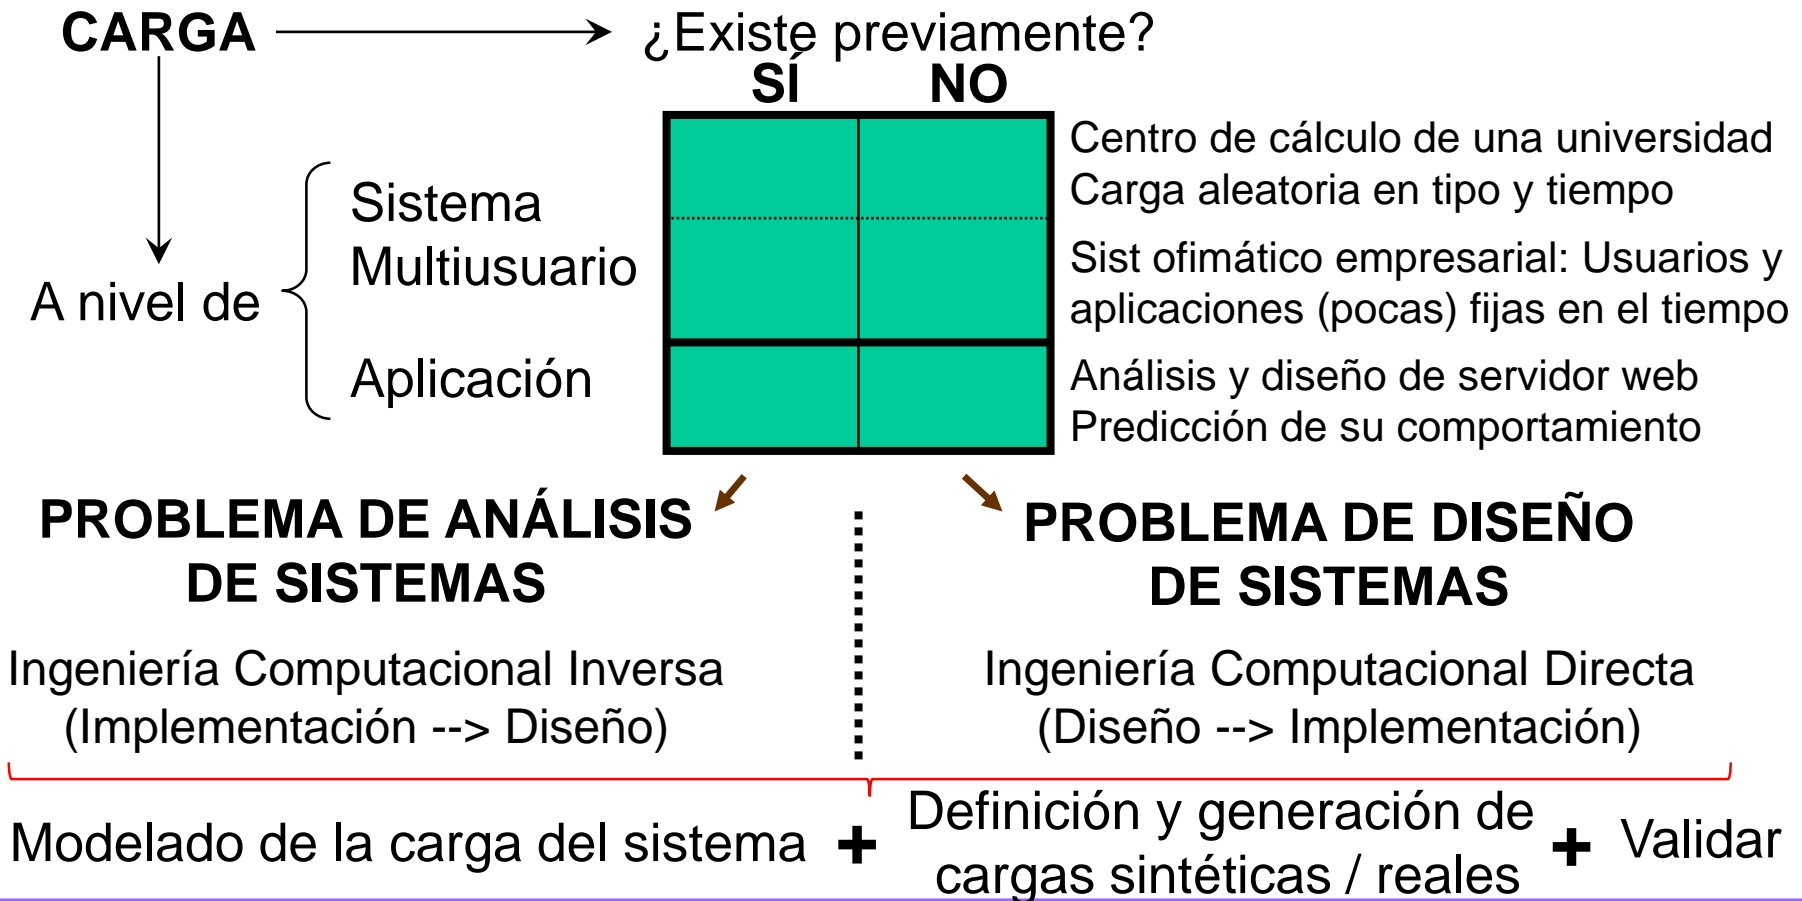 CARGA
¿Existe previamente?
SÍ NO
Centro de cálculo de una universidad
Carga aleatoria en tipo y tiempo
Sistema
Multiusuario
Sist ofimático empresarial: Usuarios y
aplicaciones (pocas) fijas en el tiempo
A nivel de
Aplicación
Análisis y diseño de servidor web
Predicción de su comportamiento
PROBLEMA DE ANÁLISIS
DE SISTEMAS
PROBLEMA DE DISEÑO
DE SISTEMAS
Ingeniería Computacional Inversa
(Implementación --> Diseño)
Ingeniería Computacional Directa
(Diseño --> Implementación)
Modelado de la carga del sistema +
Definición y generación de
cargas sintéticas / reales
+ Validar